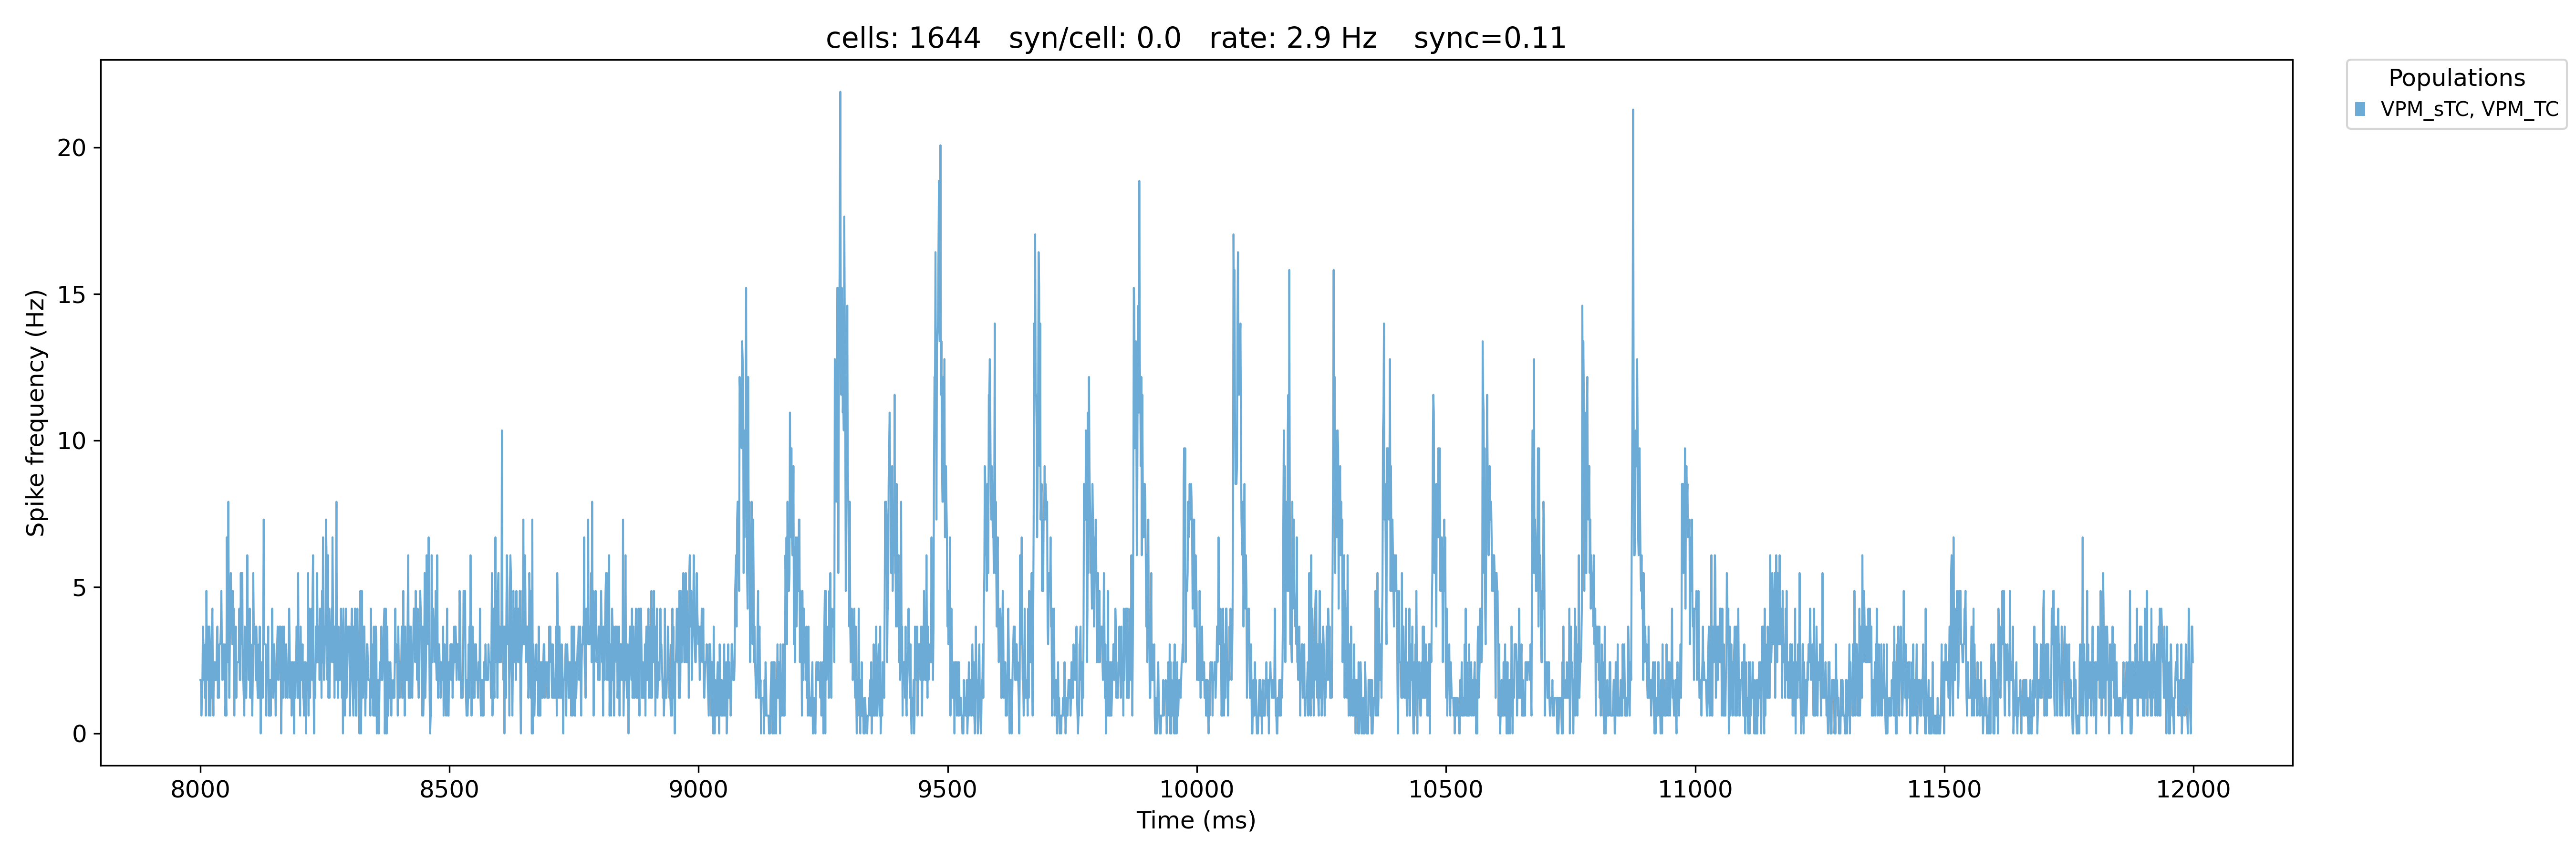 cells: 1644   syn/cell: 0.0   rate: 2.9 Hz    sync=0.11
Populations
VPM_sTC, VPM_TC
Spike frequency (Hz)
20
15
10
5
0
8000 8500 9000 9500 10000 10500 11000 11500 12000
Time (ms)